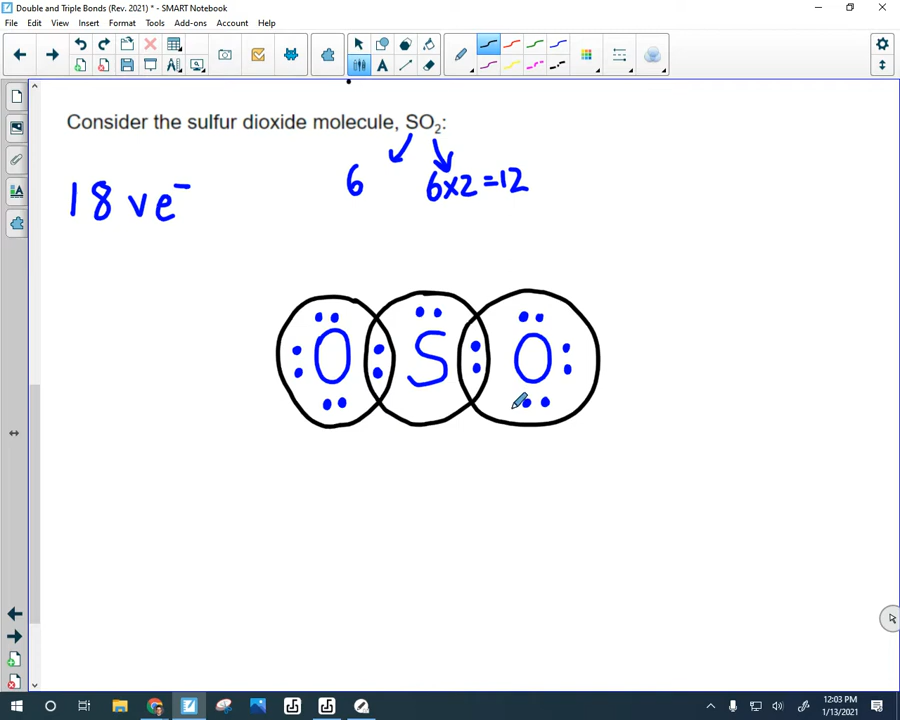 Double and Triple Bonds (Rev. 2021) * - SMART Notebook
File Edit View Insert Format Tools Add-ons Account Help
Consider the sulfur dioxide molecule, SO₂:
6 6x2=12
18 ve⁻
O S O
12:03 PM
1/13/2021